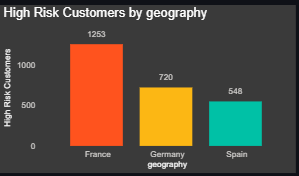 High Risk Customers by geography
High Risk Customers
1253
1000
720
548
500
0
France
Germany
Spain
geography